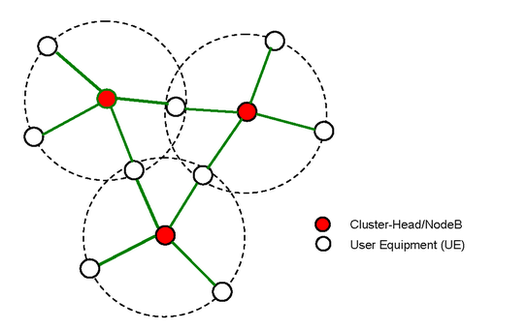 Cluster-Head/NodeB
User Equipment (UE)